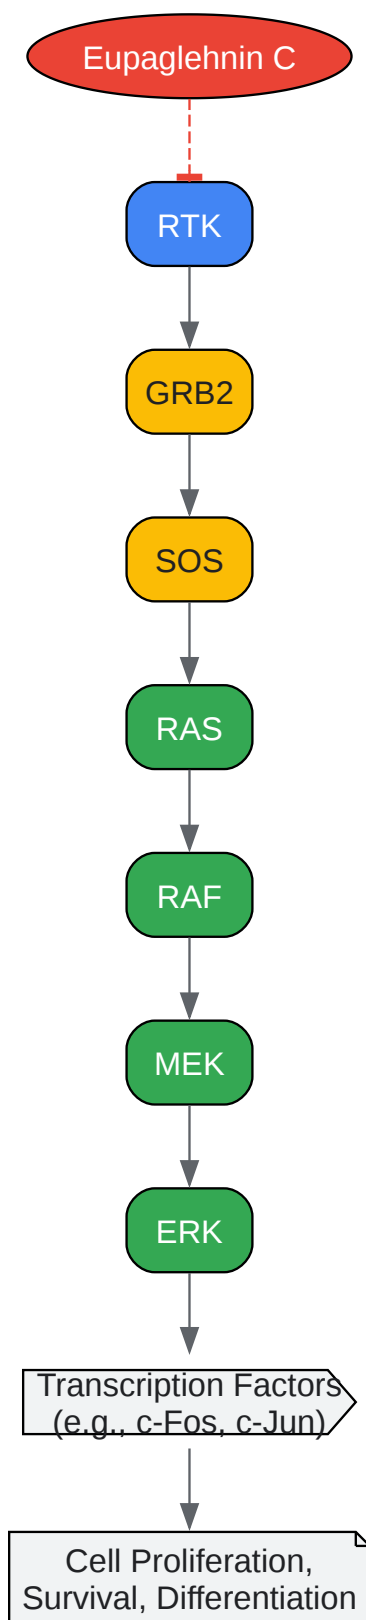 Eupaglehnin C
RTK
GRB2
SOS
RAS
RAF
MEK
ERK
Transcription Factors
(e.g., c-Fos, c-Jun)
Cell Proliferation,
Survival, Differentiation